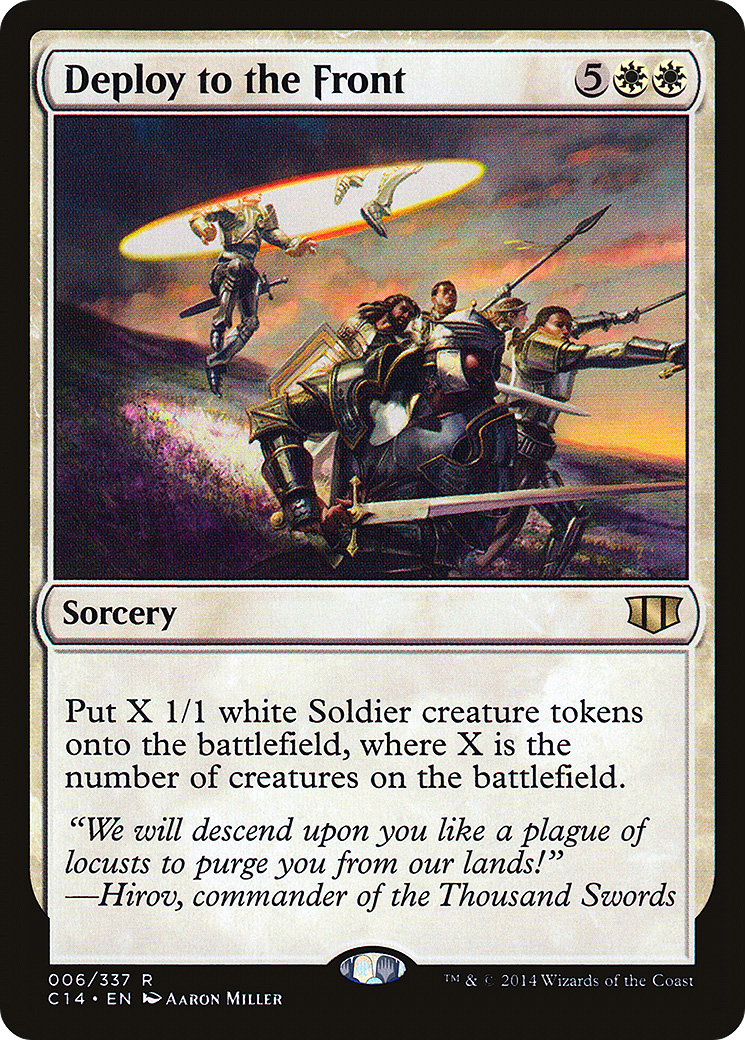 Deploy to the Front 5
Sorcery
Put X 1/1 white Soldier creature tokens
onto the battlefield, where X is the
number of creatures on the battlefield.
“We will descend upon you like a plague of
locusts to purge you from our lands!”
—Hirov, commander of the Thousand Swords
006/337 R
™ & © 2014 Wizards of the Coast
C14 • EN Aaron Miller